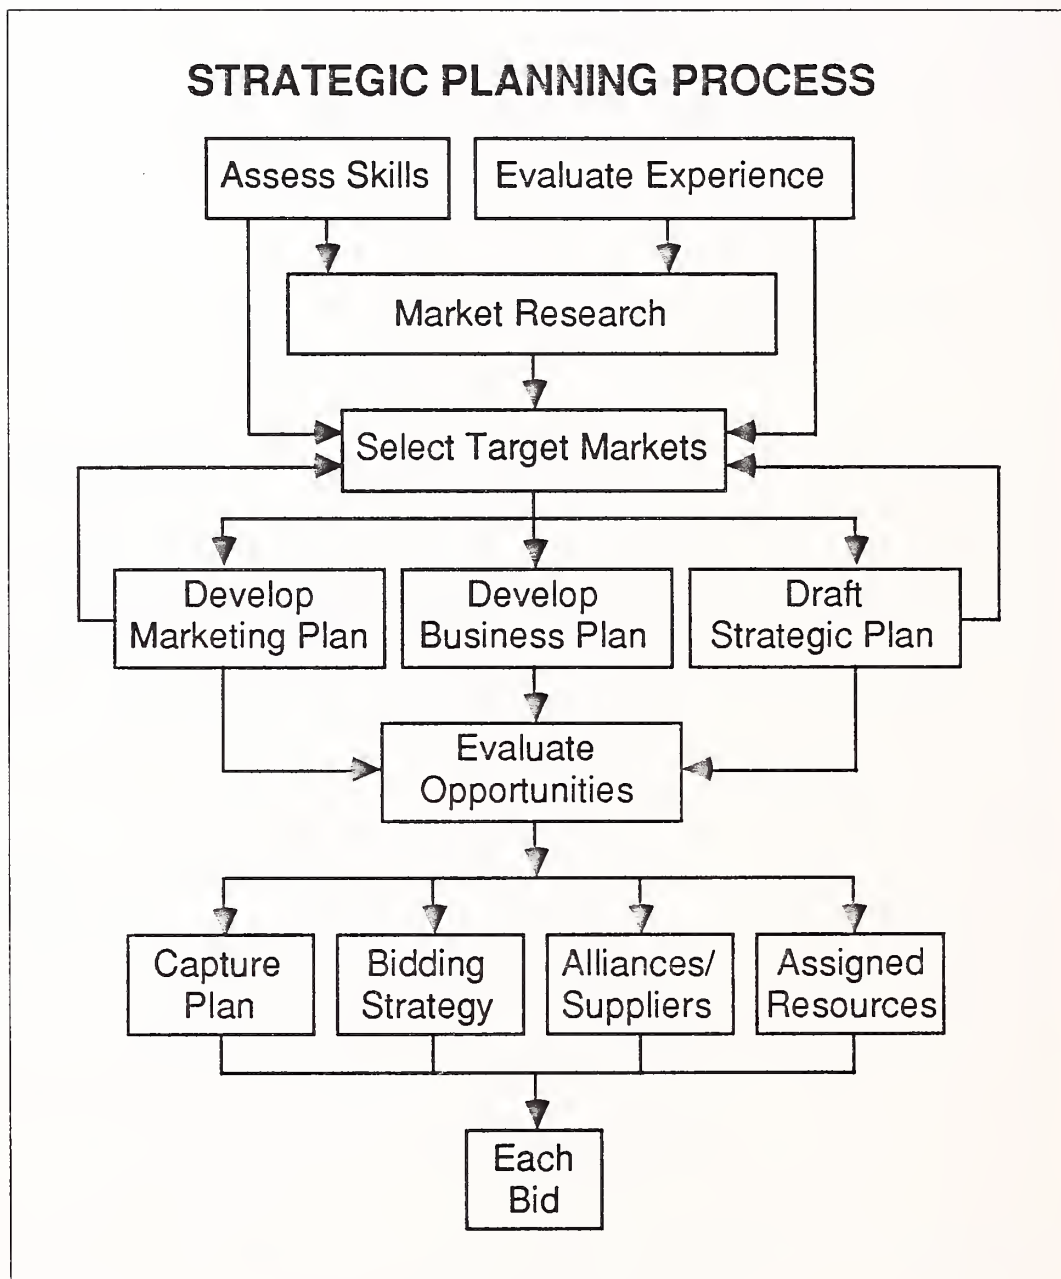 STRATEGIC PLANNING PROCESS
Assess Skills
Evaluate Experience
Market Research
Select Target Markets
Develop
Marketing Plan
Develop
Business Plan
Draft
Strategic Plan
Evaluate
Opportunities
Capture
Plan
Bidding
Strategy
Alliances/
Suppliers
Assigned
Resources
Each
Bid